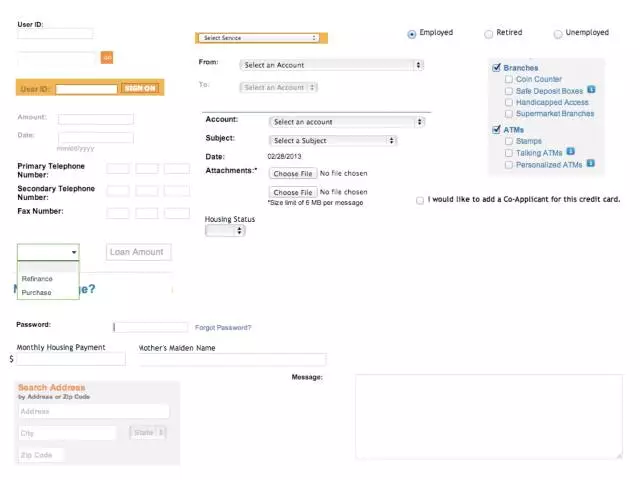 User ID:
GO
User ID: SIGN ON
Amount:
Date:
mm/dd/yyyy
Primary Telephone
Number:
Secondary Telephone
Number:
Fax Number:
Loan Amount
Refinance
Purchase
ge?
Password:
Forgot Password?
Monthly Housing Payment
$
Mother's Maiden Name
Search Address
by Address or Zip Code
Address
City
State
Zip Code
Select Service
From: Select an Account
To: Select an Account
Account: Select an account
Subject: Select a Subject
Date: 02/28/2013
Attachments:* Choose File No file chosen
Choose File No file chosen
*Size limit of 6 MB per message
Housing Status
Message:
Employed Retired Unemployed
Branches
Coin Counter
Safe Deposit Boxes
Handicapped Access
Supermarket Branches
ATMs
Stamps
Talking ATMs
Personalized ATMs
I would like to add a Co-Applicant for this credit card.